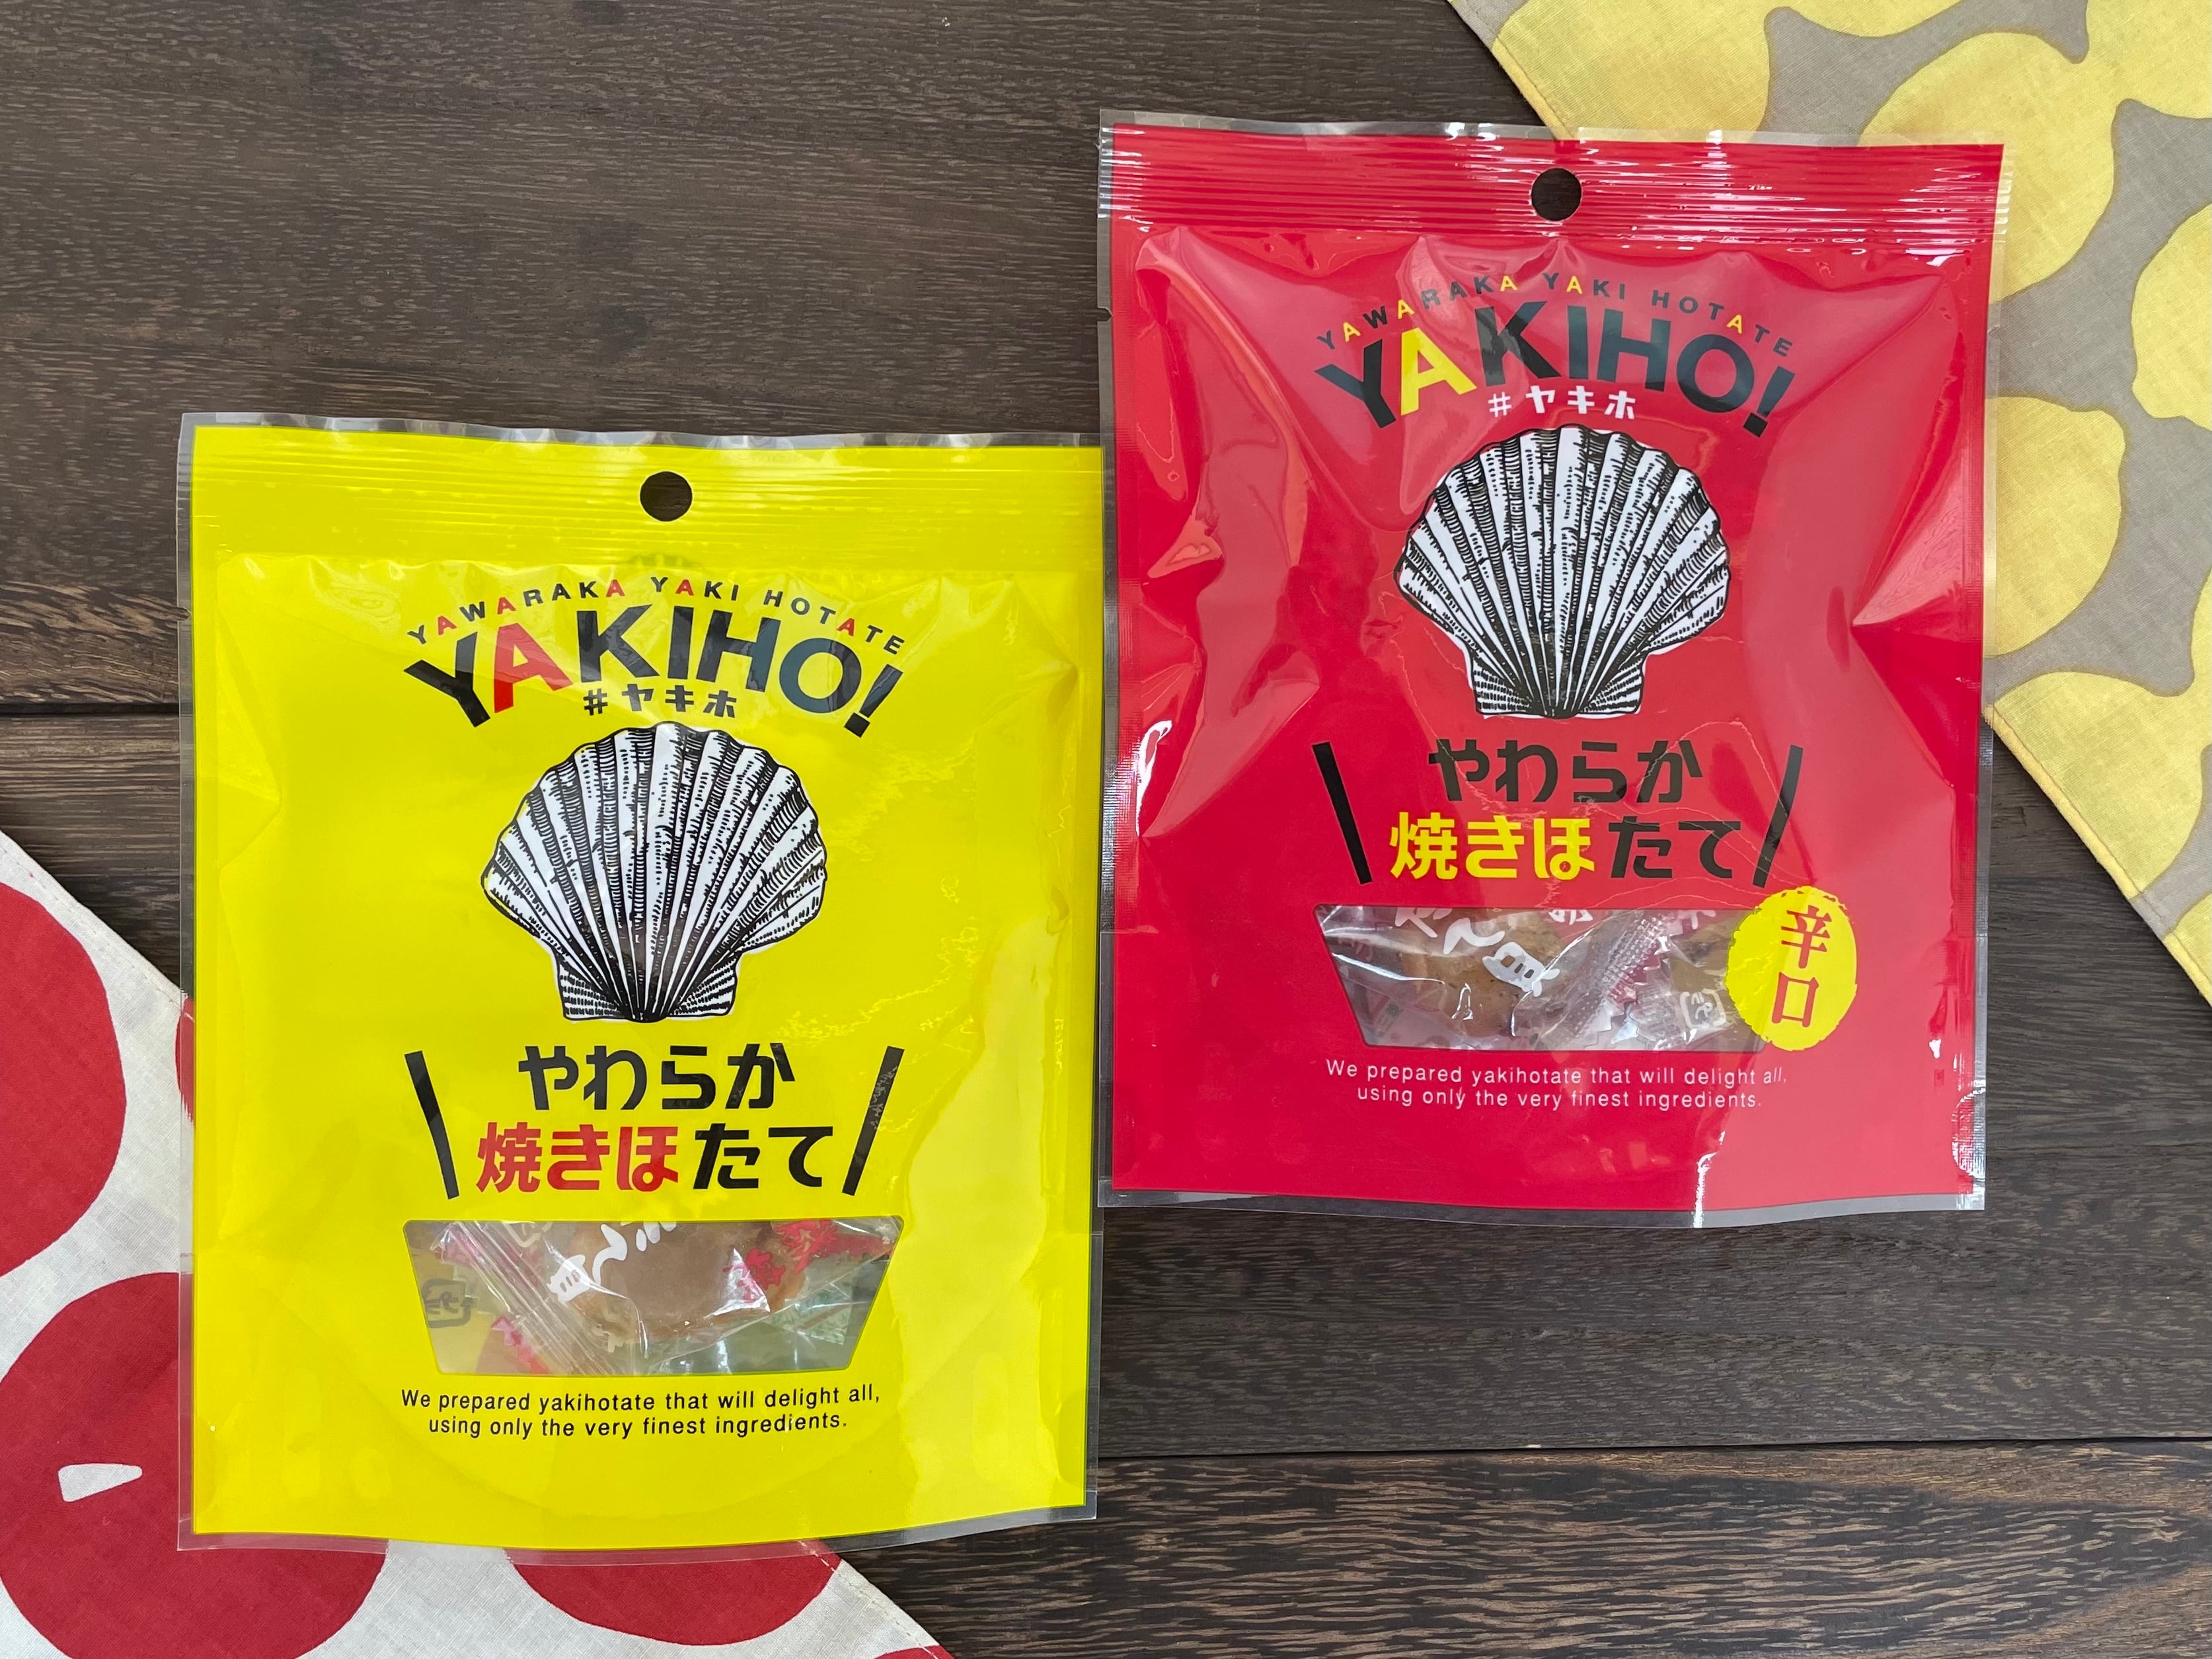 YAWARAKA YAKI HOTATE
YAKIHO!
#ヤキホ
やわらか
焼きほたて
We prepared yakihotate that will delight all,
using only the very finest ingredients.
YAWARAKA YAKI HOTATE
YAKIHO!
#ヤキホ
やわらか
焼きほたて
辛口
We prepared yakihotate that will delight all,
using only the very finest ingredients.